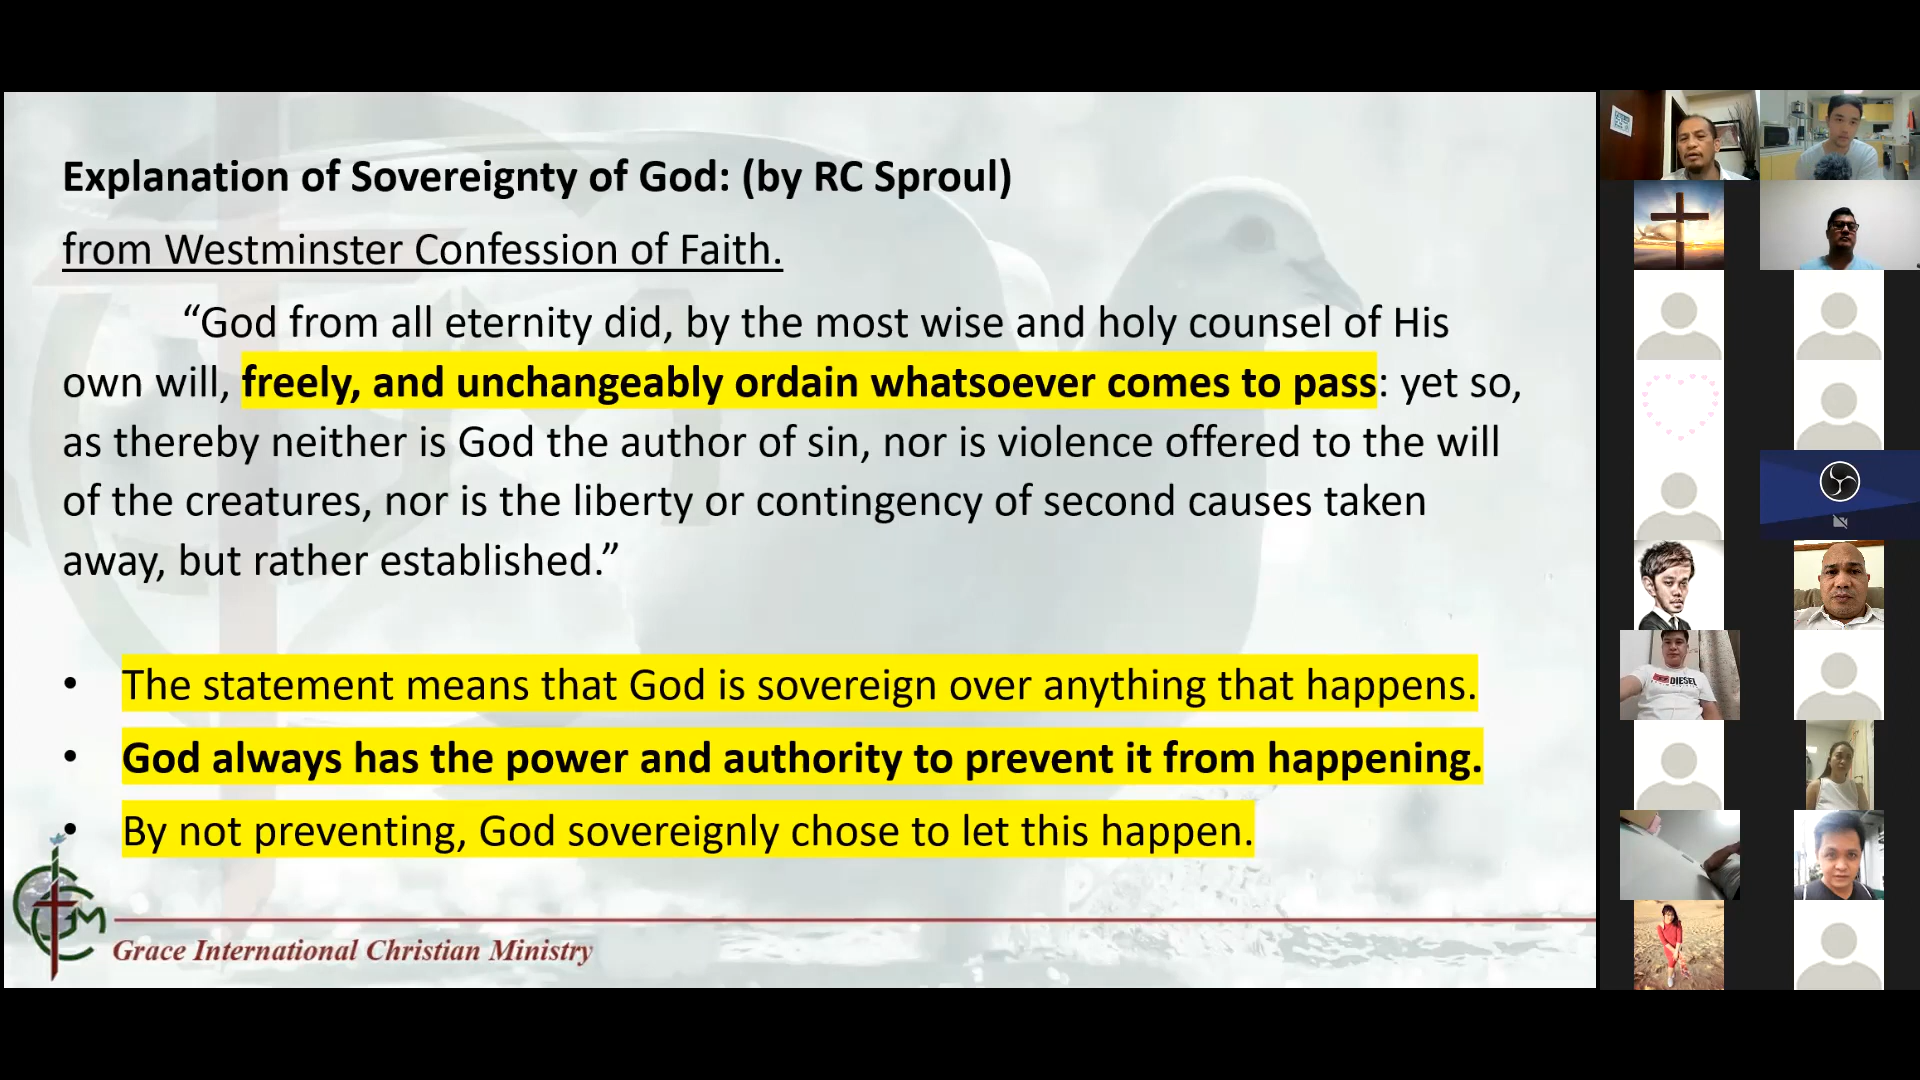 Explanation of Sovereignty of God: (by RC Sproul)
from Westminster Confession of Faith.
“God from all eternity did, by the most wise and holy counsel of His
own will, freely, and unchangeably ordain whatsoever comes to pass: yet so,
as thereby neither is God the author of sin, nor is violence offered to the will
of the creatures, nor is the liberty or contingency of second causes taken
away, but rather established.”
• The statement means that God is sovereign over anything that happens.
• God always has the power and authority to prevent it from happening.
• By not preventing, God sovereignly chose to let this happen.
Grace International Christian Ministry
DIESEL